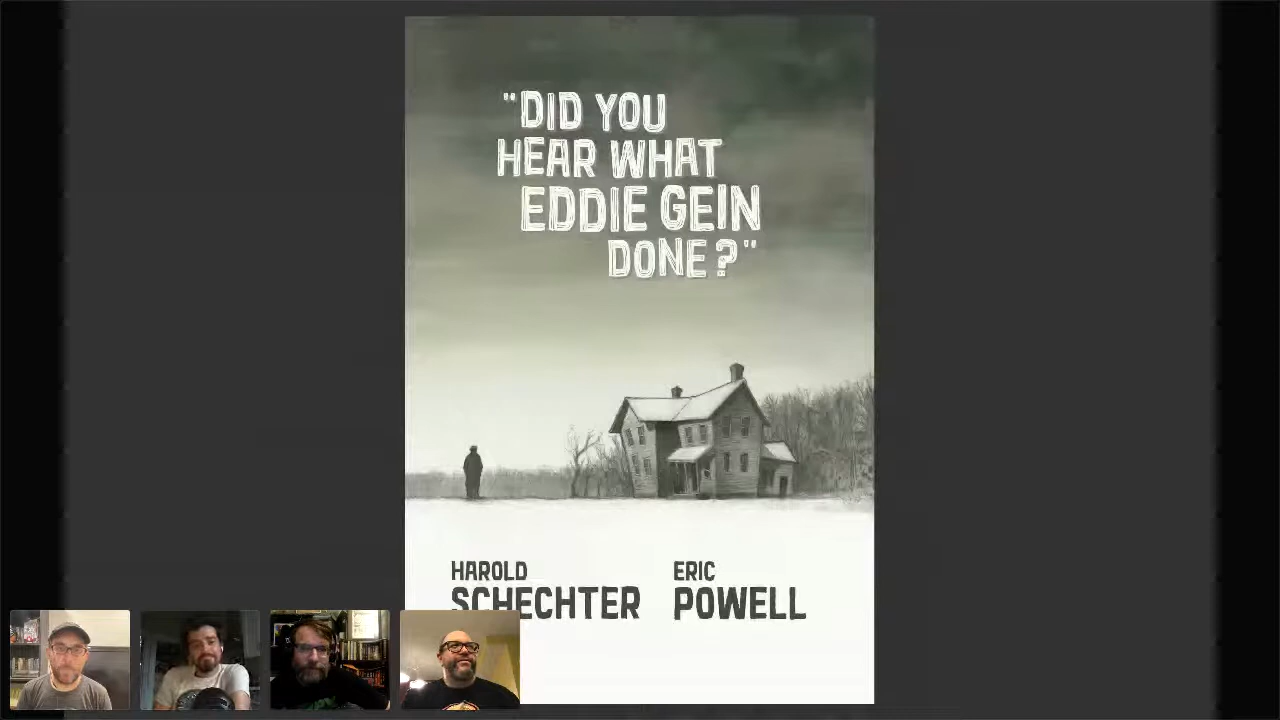 "DID YOU
HEAR WHAT
EDDIE GEIN
DONE?"
HAROLD
SCHECHTER
ERIC
POWELL